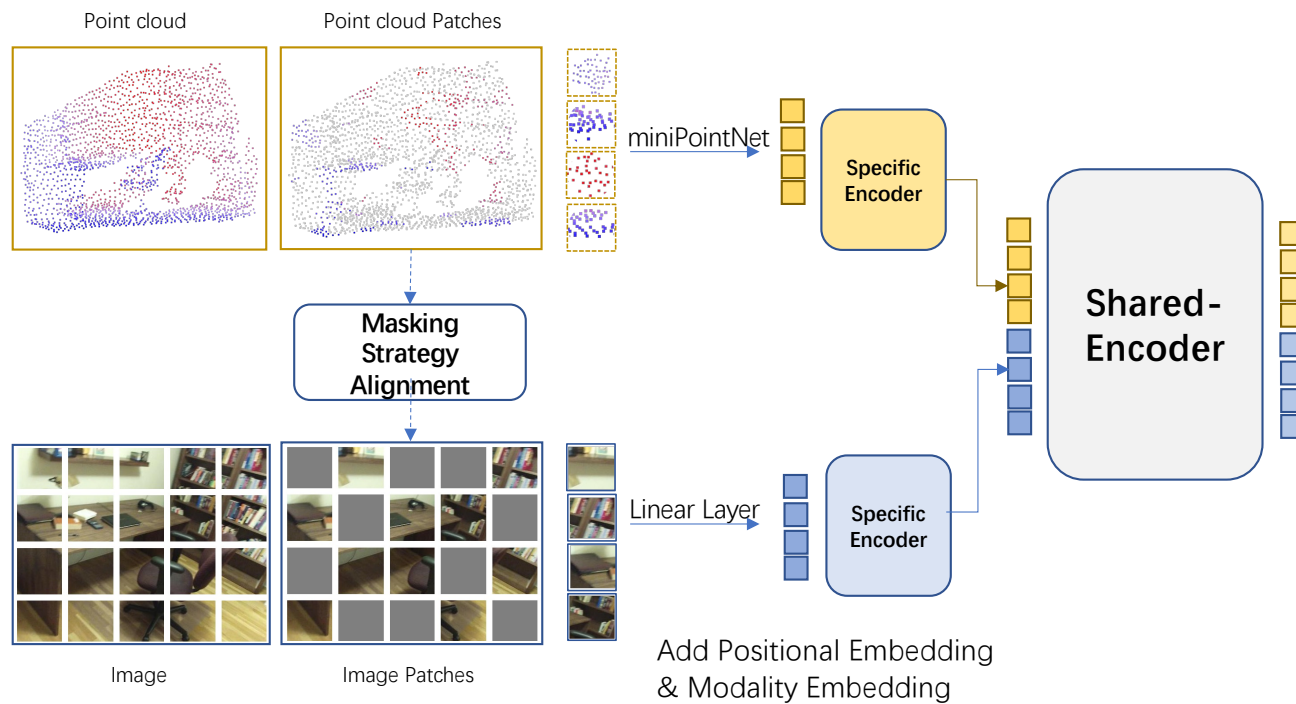 Point cloud
Point cloud Patches
miniPointNet
Specific
Encoder
Shared-
Encoder
Masking
Strategy
Alignment
Linear Layer
Specific
Encoder
Image
Image Patches
Add Positional Embedding
& Modality Embedding